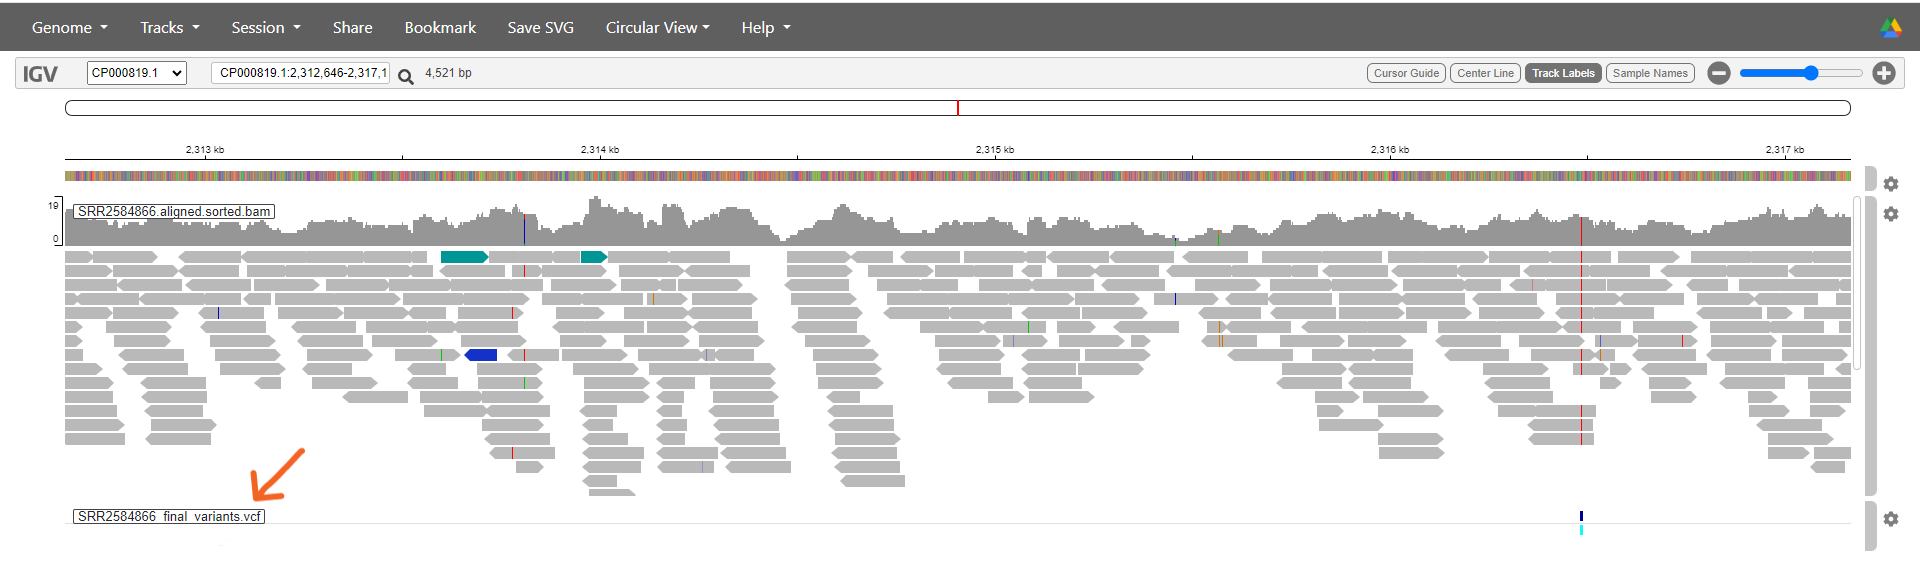 Genome Tracks Session Share Bookmark Save SVG Circular View Help
IGV CP000819.1 CP000819.1:2,312,646-2,317,1 4,521 bp Cursor Guide Center Line Track Labels Sample Names
2,313 kb 2,314 kb 2,315 kb 2,316 kb 2,317 kb
19
SRR2584866.aligned.sorted.bam
0
SRR2584866_final_variants.vcf